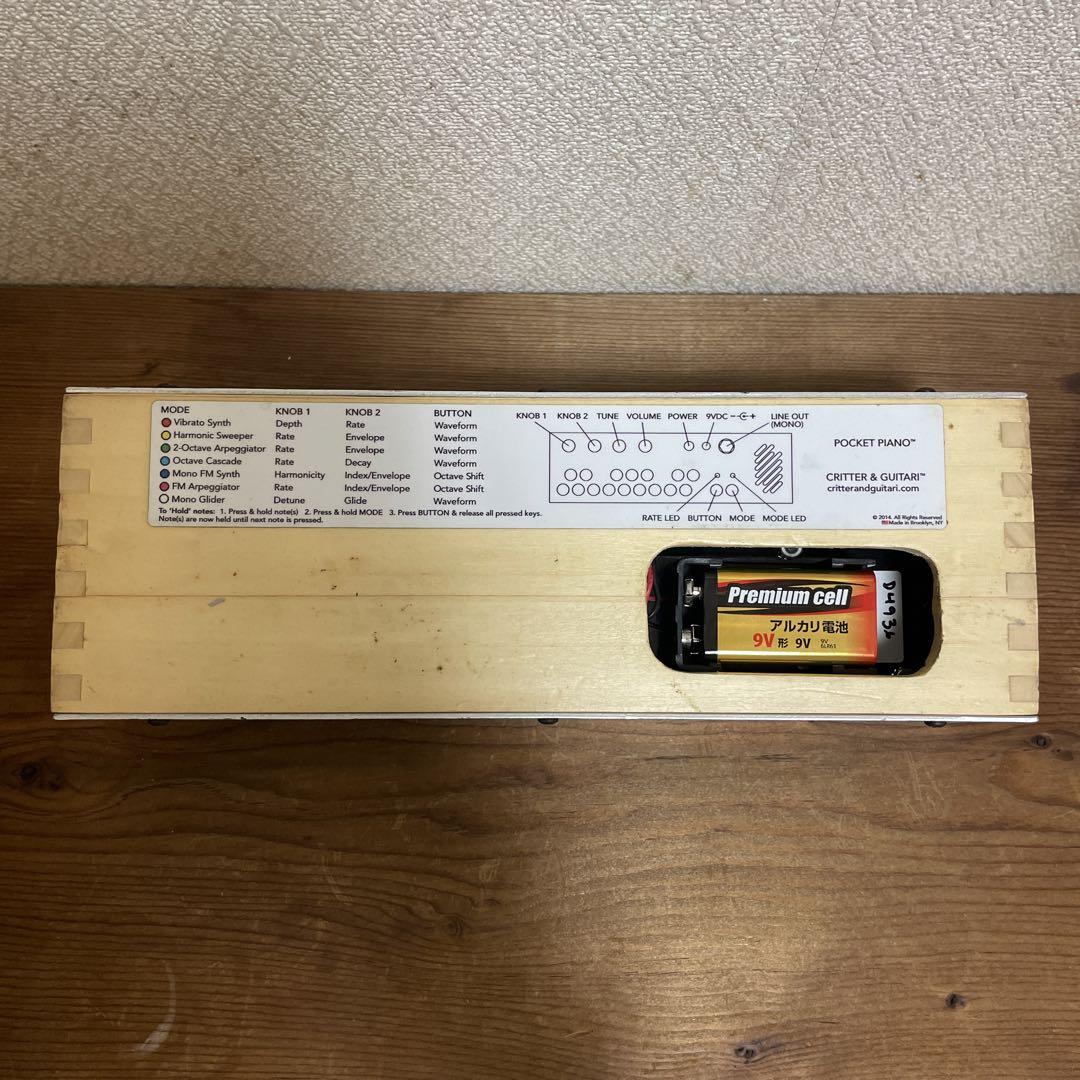 MODE KNOB 1 KNOB 2 BUTTON
Vibrato Synth Depth Rate Waveform
Harmonic Sweeper Rate Envelope Waveform
2-Octave Arpeggiator Rate Envelope Waveform
Octave Cascade Rate Decay Waveform
Mono FM Synth Harmonicity Index/Envelope Octave Shift
FM Arpeggiator Rate Index/Envelope Octave Shift
Mono Glider Detune Glide Waveform
To 'Hold' notes: 1. Press & hold note(s) 2. Press & hold MODE 3. Press BUTTON & release all pressed keys.
Note(s) are now held until next note is pressed.
KNOB 1 KNOB 2 TUNE VOLUME POWER 9VDC - + LINE OUT
(MONO)
RATE LED BUTTON MODE MODE LED
POCKET PIANO™
CRITTER & GUITARI™
critterandguitari.com
© 2014. All Rights Reserved
Made in Brooklyn, NY
Premium cell
アルカリ電池
9V形 9V
9V
6LR61